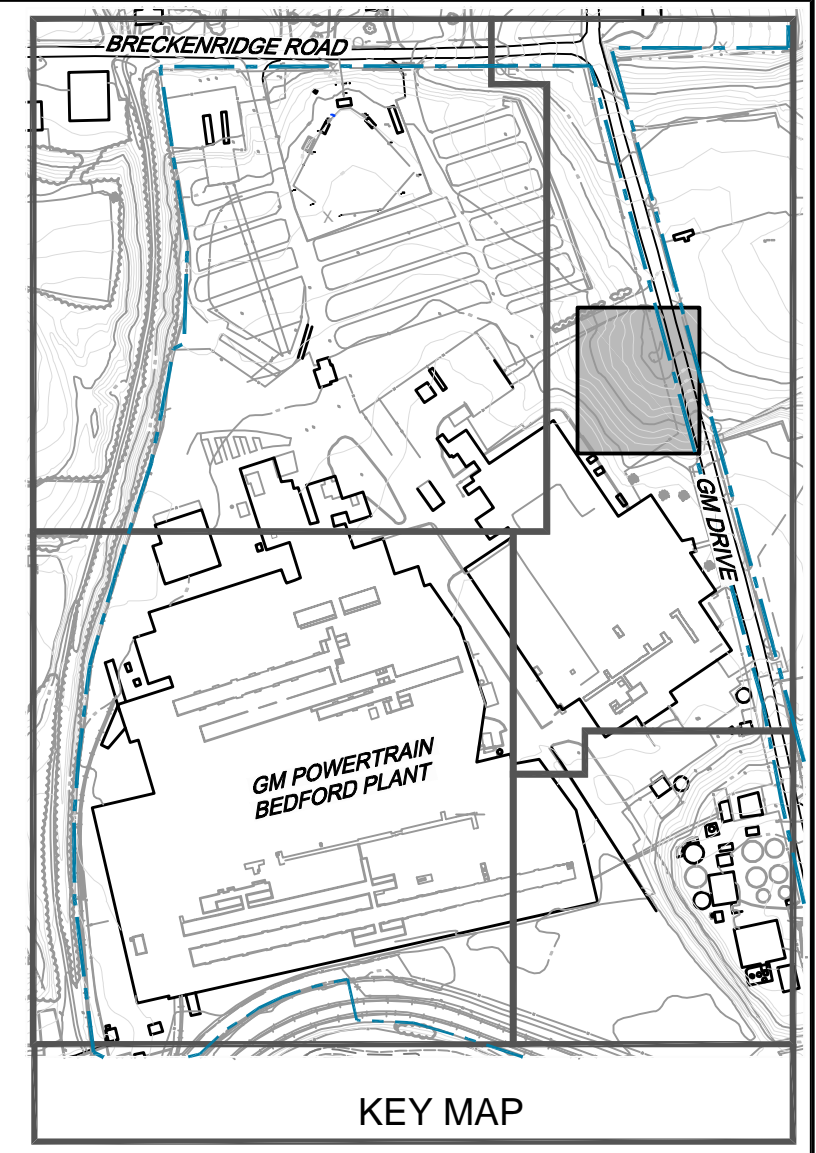 BRECKENRIDGE ROAD
GM DRIVE
GM POWERTRAIN
BEDFORD PLANT
KEY MAP